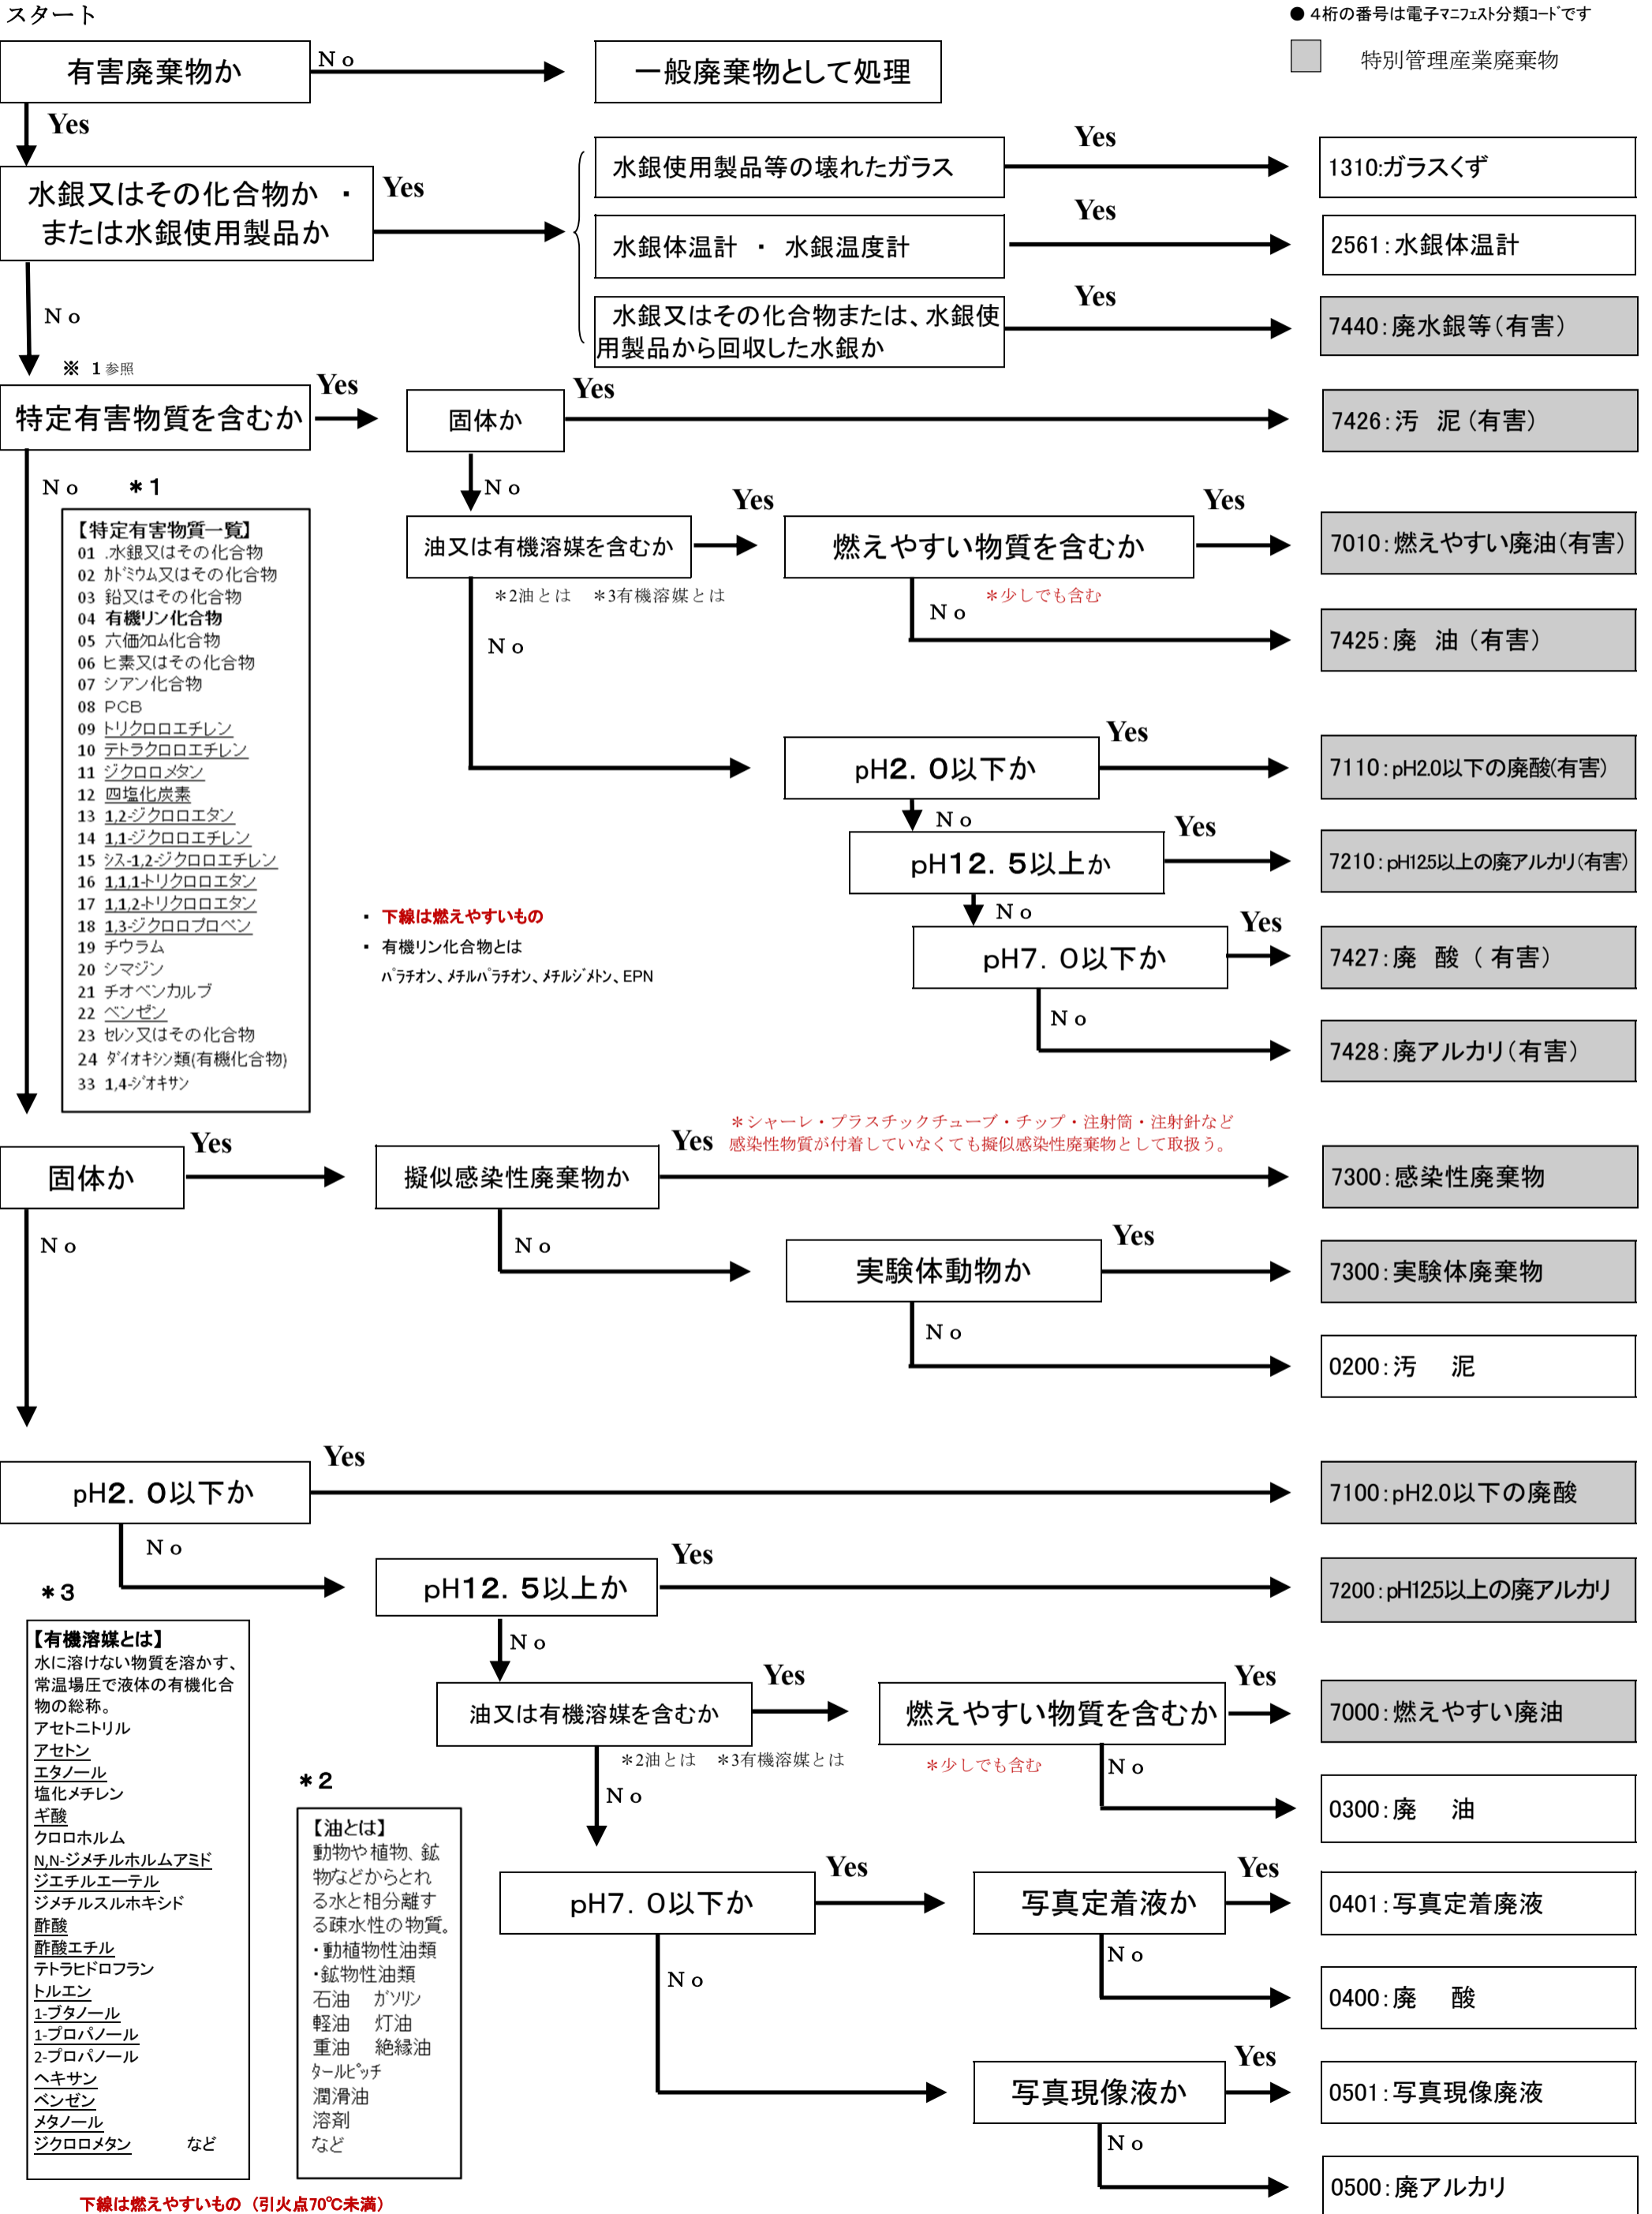 スタート
● 4桁の番号は電子マニフェスト分類コードです
特別管理産業廃棄物
有害廃棄物か
No
一般廃棄物として処理
Yes
水銀又はその化合物か ・
または水銀使用製品か
Yes
水銀使用製品等の壊れたガラス
Yes
1310:ガラスくず
水銀体温計 ・ 水銀温度計
Yes
2561:水銀体温計
水銀又はその化合物または、水銀使
用製品から回収した水銀か
Yes
7440:廃水銀等(有害)
No
※ 1参照
特定有害物質を含むか
Yes
固体か
Yes
7426:汚 泥(有害)
No
油又は有機溶媒を含むか
Yes
燃えやすい物質を含むか
Yes
7010:燃えやすい廃油(有害)
*2油とは *3有機溶媒とは
*少しでも含む
No
7425:廃 油(有害)
No
pH2.0以下か
Yes
7110:pH2.0以下の廃酸(有害)
No
pH12.5以上か
Yes
7210:pH12.5以上の廃アルカリ(有害)
No
pH7.0以下か
Yes
7427:廃 酸(有害)
No
7428:廃アルカリ(有害)
No
*1
【特定有害物質一覧】
01 .水銀又はその化合物
02 カドミウム又はその化合物
03 鉛又はその化合物
04 有機リン化合物
05 六価クロム化合物
06 ヒ素又はその化合物
07 シアン化合物
08 PCB
09 トリクロロエチレン
10 テトラクロロエチレン
11 ジクロロメタン
12 四塩化炭素
13 1,2-ジクロロエタン
14 1,1-ジクロロエチレン
15 シス-1,2-ジクロロエチレン
16 1,1,1-トリクロロエタン
17 1,1,2-トリクロロエタン
18 1,3-ジクロロプロペン
19 チウラム
20 シマジン
21 チオベンカルブ
22 ベンゼン
23 セレン又はその化合物
24 ダイオキシン類(有機化合物)
33 1,4-ジオキサン
・ 下線は燃えやすいもの
・ 有機リン化合物とは
パラチオン、メチルパラチオン、メチルジメトン、EPN
固体か
Yes
擬似感染性廃棄物か
Yes
*シャーレ・プラスチックチューブ・チップ・注射筒・注射針など
感染性物質が付着していなくても擬似感染性廃棄物として取扱う。
7300:感染性廃棄物
No
No
実験体動物か
Yes
7300:実験体廃棄物
No
0200:汚 泥
pH2.0以下か
Yes
7100:pH2.0以下の廃酸
No
pH12.5以上か
Yes
7200:pH12.5以上の廃アルカリ
No
油又は有機溶媒を含むか
Yes
燃えやすい物質を含むか
Yes
7000:燃えやすい廃油
*2油とは *3有機溶媒とは
*少しでも含む
No
0300:廃 油
No
pH7.0以下か
Yes
写真定着液か
Yes
0401:写真定着廃液
No
0400:廃 酸
No
写真現像液か
Yes
0501:写真現像廃液
No
0500:廃アルカリ
*3
【有機溶媒とは】
水に溶けない物質を溶かす、
常温場圧で液体の有機化合
物の総称。
アセトニトリル
アセトン
エタノール
塩化メチレン
ギ酸
クロロホルム
N,N-ジメチルホルムアミド
ジエチルエーテル
ジメチルスルホキシド
酢酸
酢酸エチル
テトラヒドロフラン
トルエン
1-ブタノール
1-プロパノール
2-プロパノール
ヘキサン
ベンゼン
メタノール
ジクロロメタン など
下線は燃えやすいもの (引火点70℃未満)
*2
【油とは】
動物や植物、鉱
物などからとれ
る水と相分離す
る疎水性の物質。
・動植物性油類
・鉱物性油類
石油 ガソリン
軽油 灯油
重油 絶縁油
タールピッチ
潤滑油
溶剤
など